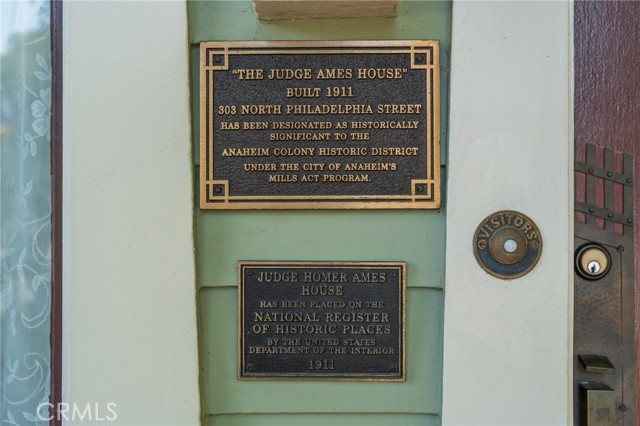 "THE JUDGE AMES HOUSE"
BUILT 1911
303 NORTH PHILADELPHIA STREET
HAS BEEN DESIGNATED AS HISTORICALLY
SIGNIFICANT TO THE
ANAHEIM COLONY HISTORIC DISTRICT
UNDER THE CITY OF ANAHEIM'S
MILLS ACT PROGRAM.
VISITORS
JUDGE HOMER AMES
HOUSE
HAS BEEN PLACED ON THE
NATIONAL REGISTER
OF HISTORIC PLACES
BY THE UNITED STATES
DEPARTMENT OF THE INTERIOR
1911
CRMLS